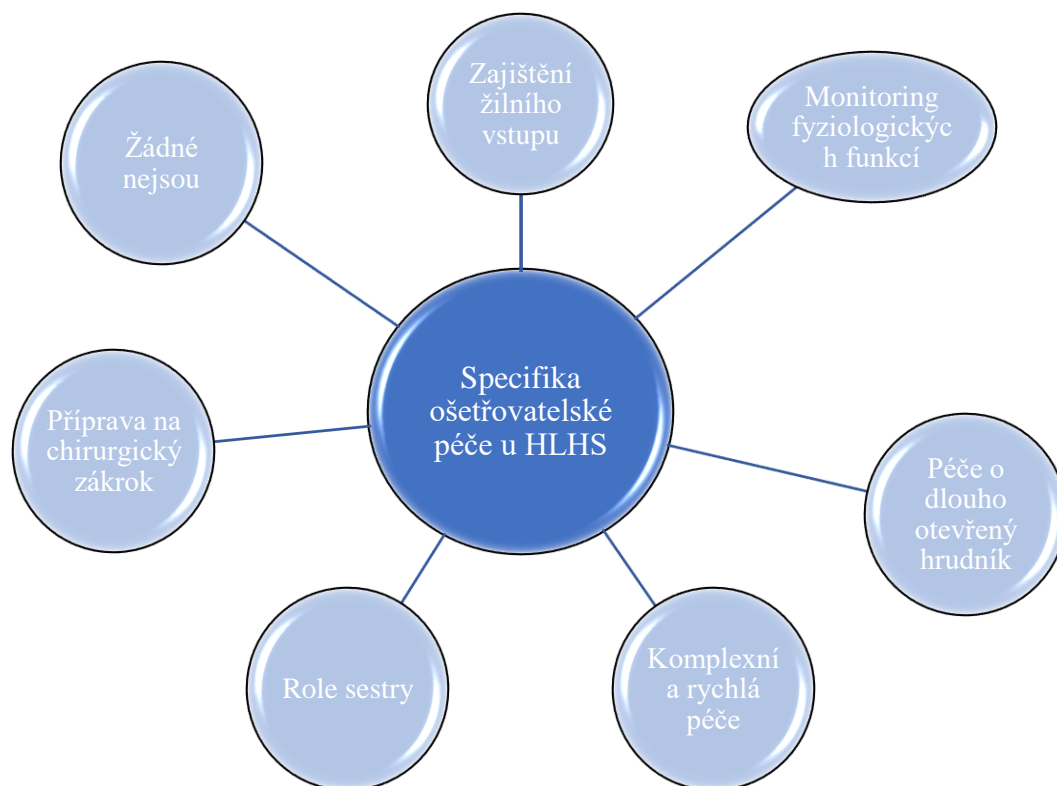 Zajištění
žilního
vstupu
Monitoring
fyziologickýc
h funkcí
Žádné
nejsou
Specifika
ošetřovatelské
péče u HLHS
Příprava na
chirurgický
zákrok
Péče o
dlouho
otevřený
hrudník
Role sestry
Komplexní
a rychlá
péče